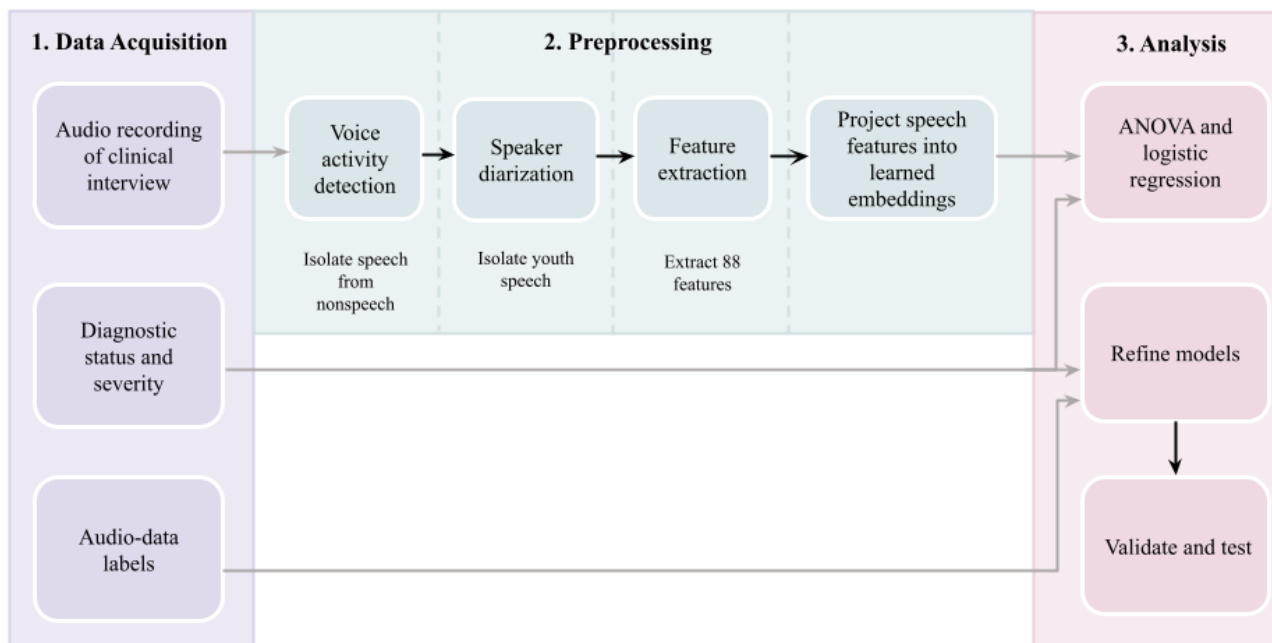 1. Data Acquisition
2. Preprocessing
3. Analysis
Audio recording
of clinical
interview
Voice
activity
detection
Speaker
diarization
Feature
extraction
Project speech
features into
learned
embeddings
ANOVA and
logistic
regression
Isolate speech
from
nonspeech
Isolate youth
speech
Extract 88
features
Diagnostic
status and
severity
Refine models
Audio-data
labels
Validate and test